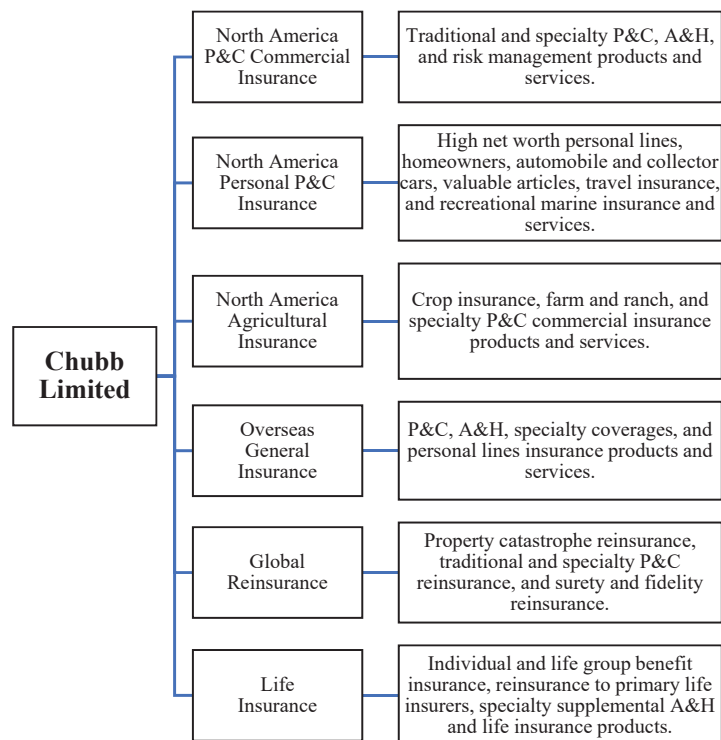 North America
P&C Commercial
Insurance
Traditional and specialty P&C, A&H,
and risk management products and
services.
North America
Personal P&C
Insurance
High net worth personal lines,
homeowners, automobile and collector
cars, valuable articles, travel insurance,
and recreational marine insurance and
services.
North America
Agricultural
Insurance
Crop insurance, farm and ranch, and
specialty P&C commercial insurance
products and services.
Chubb
Limited
Overseas
General
Insurance
P&C, A&H, specialty coverages, and
personal lines insurance products and
services.
Global
Reinsurance
Property catastrophe reinsurance,
traditional and specialty P&C
reinsurance, and surety and fidelity
reinsurance.
Life
Insurance
Individual and life group benefit
insurance, reinsurance to primary life
insurers, specialty supplemental A&H
and life insurance products.